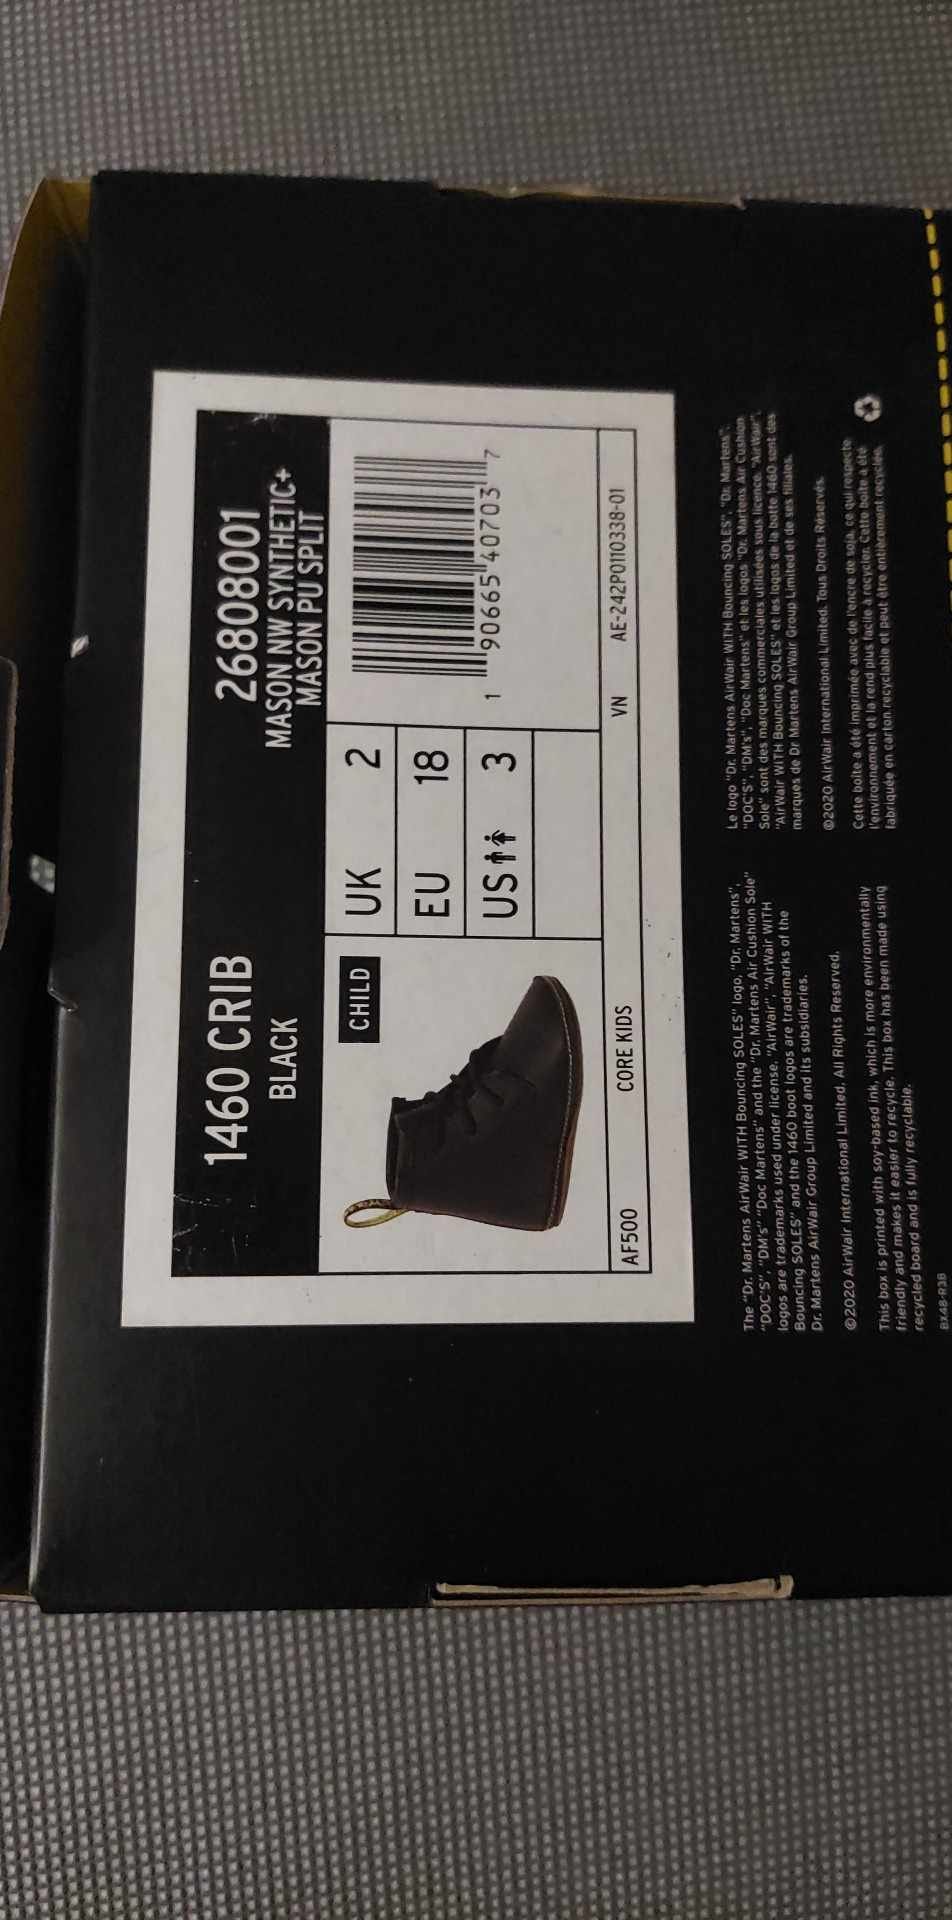 1460 CRIB
26808001
BLACK
MASON NW SYNTHETIC+
MASON PU SPLIT
CHILD
UK 2
EU 18
US 3
1 90665 40703 7
AF500 CORE KIDS VN AE-242P0110338-01
The "Dr. Martens AirWair WITH Bouncing SOLES" logo, "Dr. Martens",
"DOC'S", "DM's" "Doc Martens" and the "Dr. Martens Air Cushion Sole"
logos are trademarks used under license. "AirWair", "AirWair WITH
Bouncing SOLES" and the 1460 boot logos are trademarks of the
Dr. Martens AirWair Group Limited and its subsidiaries.
©2020 AirWair International Limited. All Rights Reserved.
This box is printed with soy-based ink, which is more environmentally
friendly and makes it easier to recycle. This box has been made using
recycled board and is fully recyclable.
BX48-R3B
Le logo "Dr. Martens AirWair WITH Bouncing SOLES", "Dr. Martens",
"DOC'S", "DM's", "Doc Martens" et les logos "Dr. Martens Air Cushion
Sole" sont des marques commerciales utilisées sous licence. "AirWair",
"AirWair WITH Bouncing SOLES" et les logos de la botte 1460 sont des
marques de Dr Martens AirWair Group Limited et de ses filiales.
©2020 AirWair International Limited. Tous Droits Réservés.
Cette boîte a été imprimée avec de l'encre de soja, ce qui respecte
l'environnement et la rend plus facile à recycler. Cette boîte a été
fabriquée en carton recyclable et peut être entièrement recyclée.